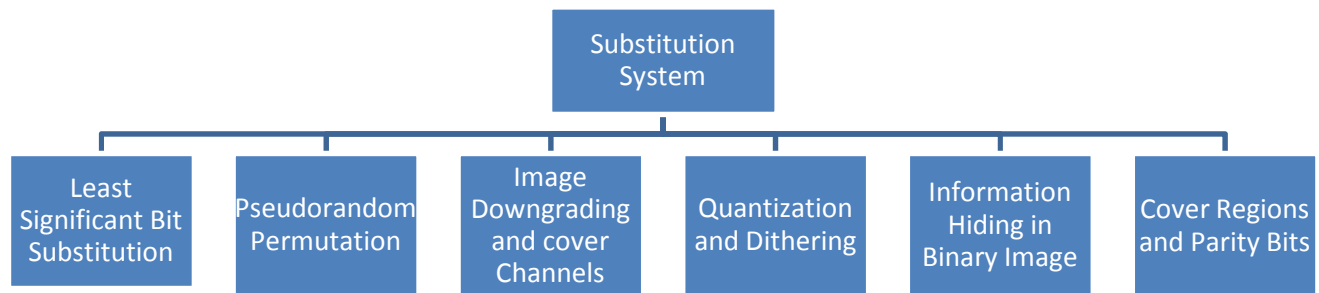 Substitution
System
Least
Significant Bit
Substitution
Pseudorandom
Permutation
Image
Downgrading
and cover
Channels
Quantization
and Dithering
Information
Hiding in
Binary Image
Cover Regions
and Parity Bits